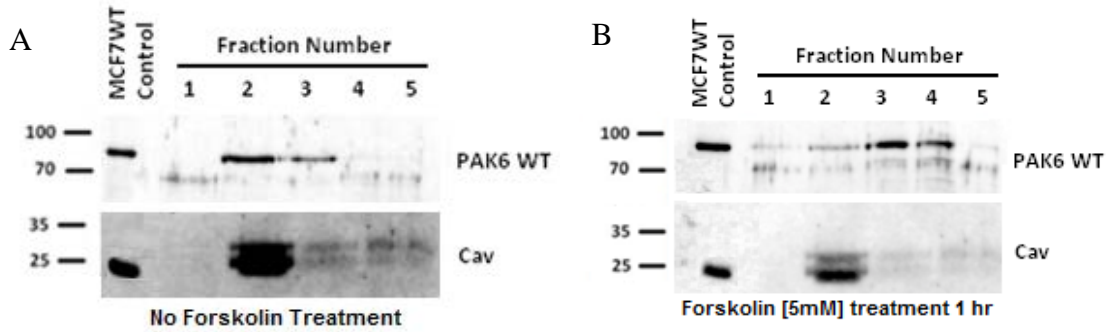 A
MCF7WT Control
Fraction Number
1 2 3 4 5
100
70
PAK6 WT
35
25
Cav
No Forskolin Treatment
B
MCF7WT Control
Fraction Number
1 2 3 4 5
100
70
PAK6 WT
35
25
Cav
Forskolin [5mM] treatment 1 hr